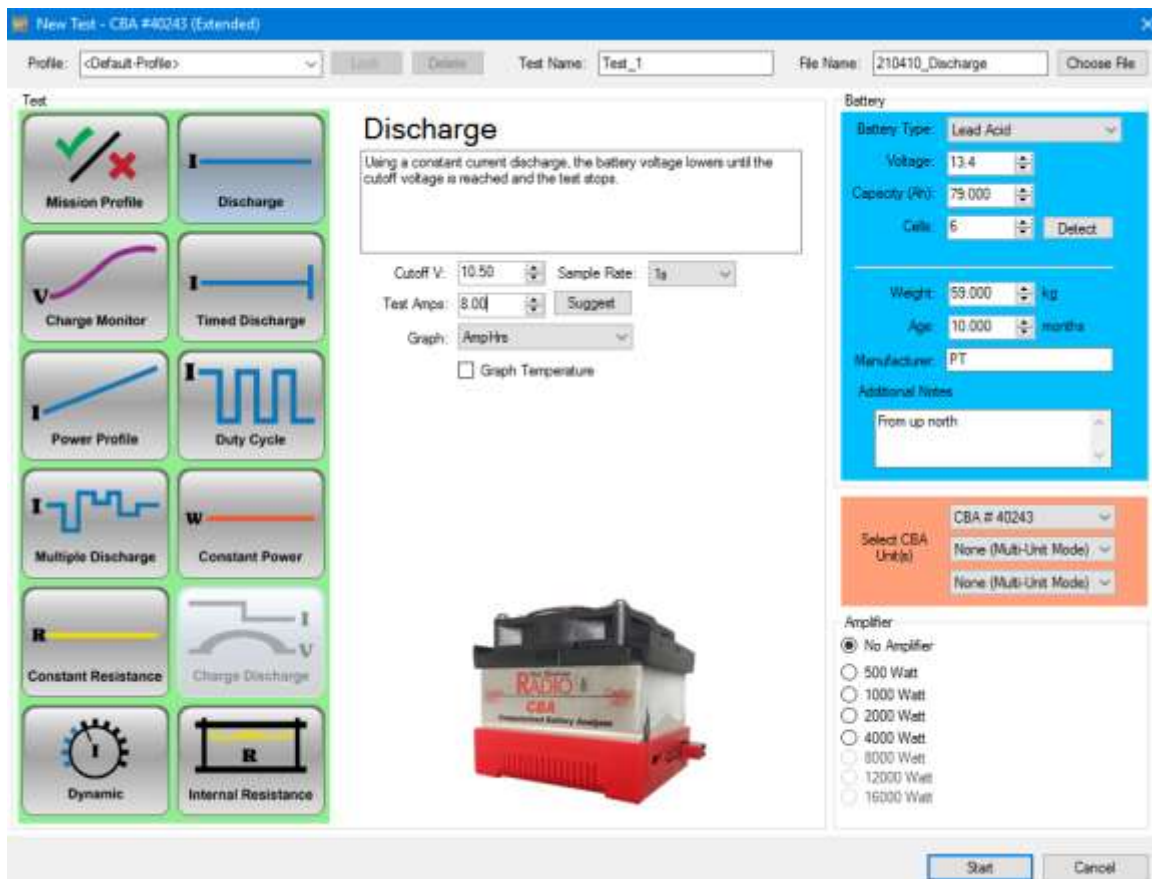 New Test - CBA #40243 (Extended)
Profile: <Default-Profile> Lock Delete Test Name: Test_1 File Name: 210410_Discharge Choose File
Test
Mission Profile
I
Discharge
V
Charge Monitor
I
Timed Discharge
I
Power Profile
I
Duty Cycle
I
Multiple Discharge
W
Constant Power
R
Constant Resistance
I
V
Charge Discharge
I
Dynamic
R
Internal Resistance
Discharge
Using a constant current discharge, the battery voltage lowers until the
cutoff voltage is reached and the test stops.
Cutoff V: 10.50 Sample Rate: 1s
Test Amps: 8.00 Suggest
Graph: AmpHrs
Graph Temperature
RADIO
CBA
Computerized Battery Analyzer
Battery
Battery Type: Lead Acid
Voltage: 13.4
Capacity (Ah): 79.000
Cells: 6 Detect
Weight: 59.000 kg
Age: 10.000 months
Manufacturer: PT
Additional Notes
From up north
Select CBA
Unit(s)
CBA # 40243
None (Multi-Unit Mode)
None (Multi-Unit Mode)
Amplifier
No Amplifier
500 Watt
1000 Watt
2000 Watt
4000 Watt
8000 Watt
12000 Watt
16000 Watt
Start Cancel